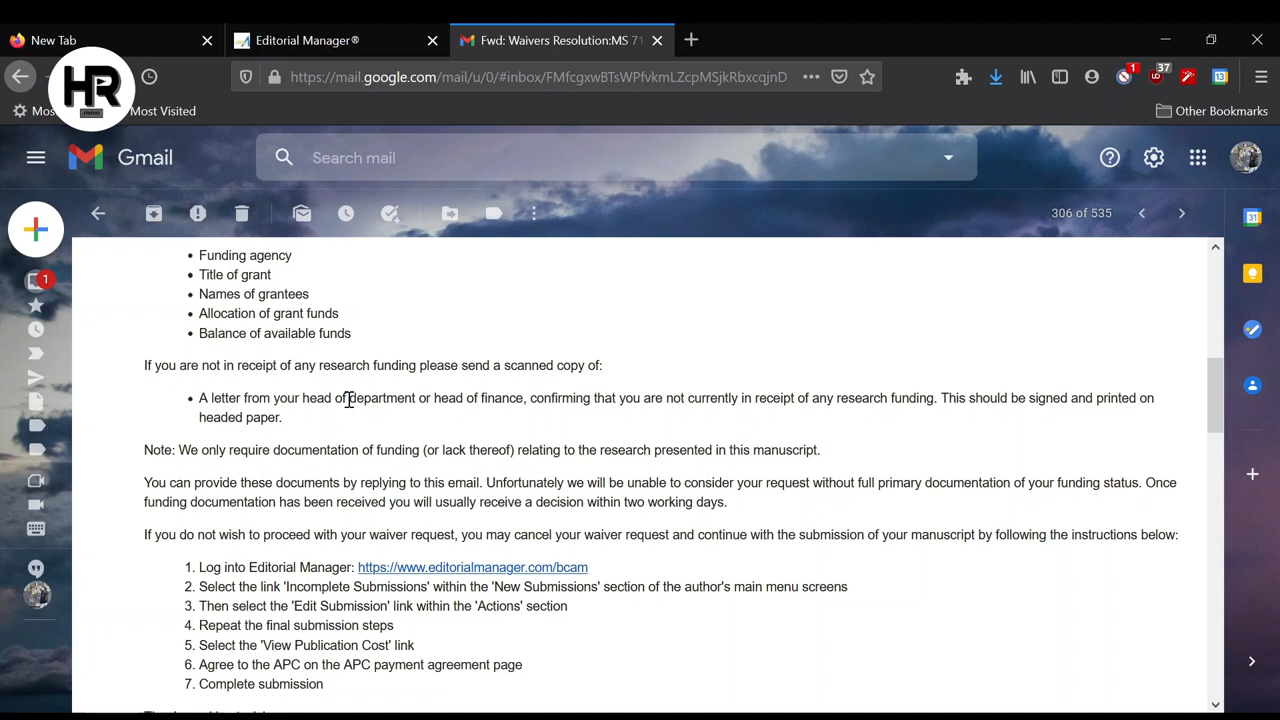 New Tab
Editorial Manager®
Fwd: Waivers Resolution:MS 71
HR
https://mail.google.com/mail/u/0/#inbox/FMfcgxwBTsWPfvkmLZcpMSjkRbxcqjnD
1
37
13
Mos
Most Visited
Other Bookmarks
Gmail
Search mail
306 of 535
31
1
• Funding agency
• Title of grant
• Names of grantees
• Allocation of grant funds
• Balance of available funds
If you are not in receipt of any research funding please send a scanned copy of:
• A letter from your head of department or head of finance, confirming that you are not currently in receipt of any research funding. This should be signed and printed on
headed paper.
Note: We only require documentation of funding (or lack thereof) relating to the research presented in this manuscript.
You can provide these documents by replying to this email. Unfortunately we will be unable to consider your request without full primary documentation of your funding status. Once
funding documentation has been received you will usually receive a decision within two working days.
If you do not wish to proceed with your waiver request, you may cancel your waiver request and continue with the submission of your manuscript by following the instructions below:
1. Log into Editorial Manager: https://www.editorialmanager.com/bcam
2. Select the link 'Incomplete Submissions' within the 'New Submissions' section of the author's main menu screens
3. Then select the 'Edit Submission' link within the 'Actions' section
4. Repeat the final submission steps
5. Select the 'View Publication Cost' link
6. Agree to the APC on the APC payment agreement page
7. Complete submission